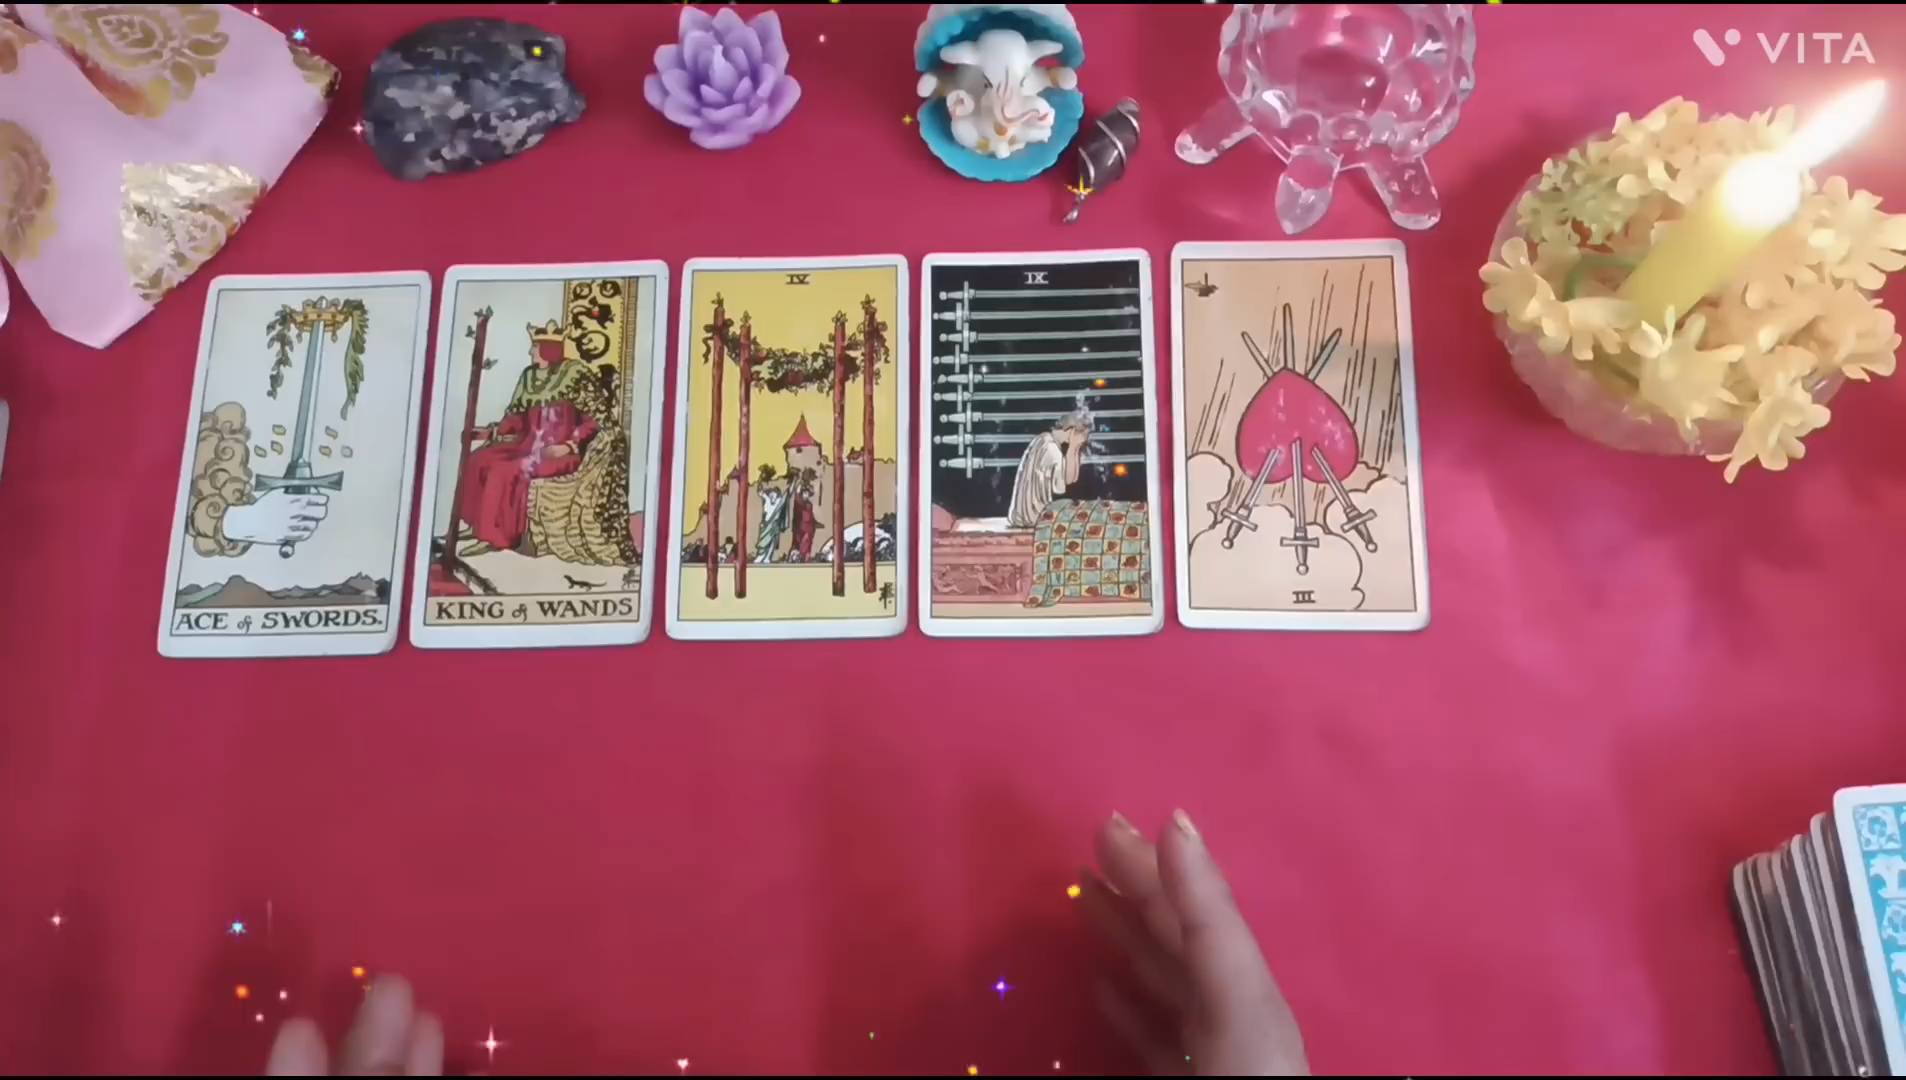 VITA
IV
IX
III
ACE of SWORDS.
KING of WANDS